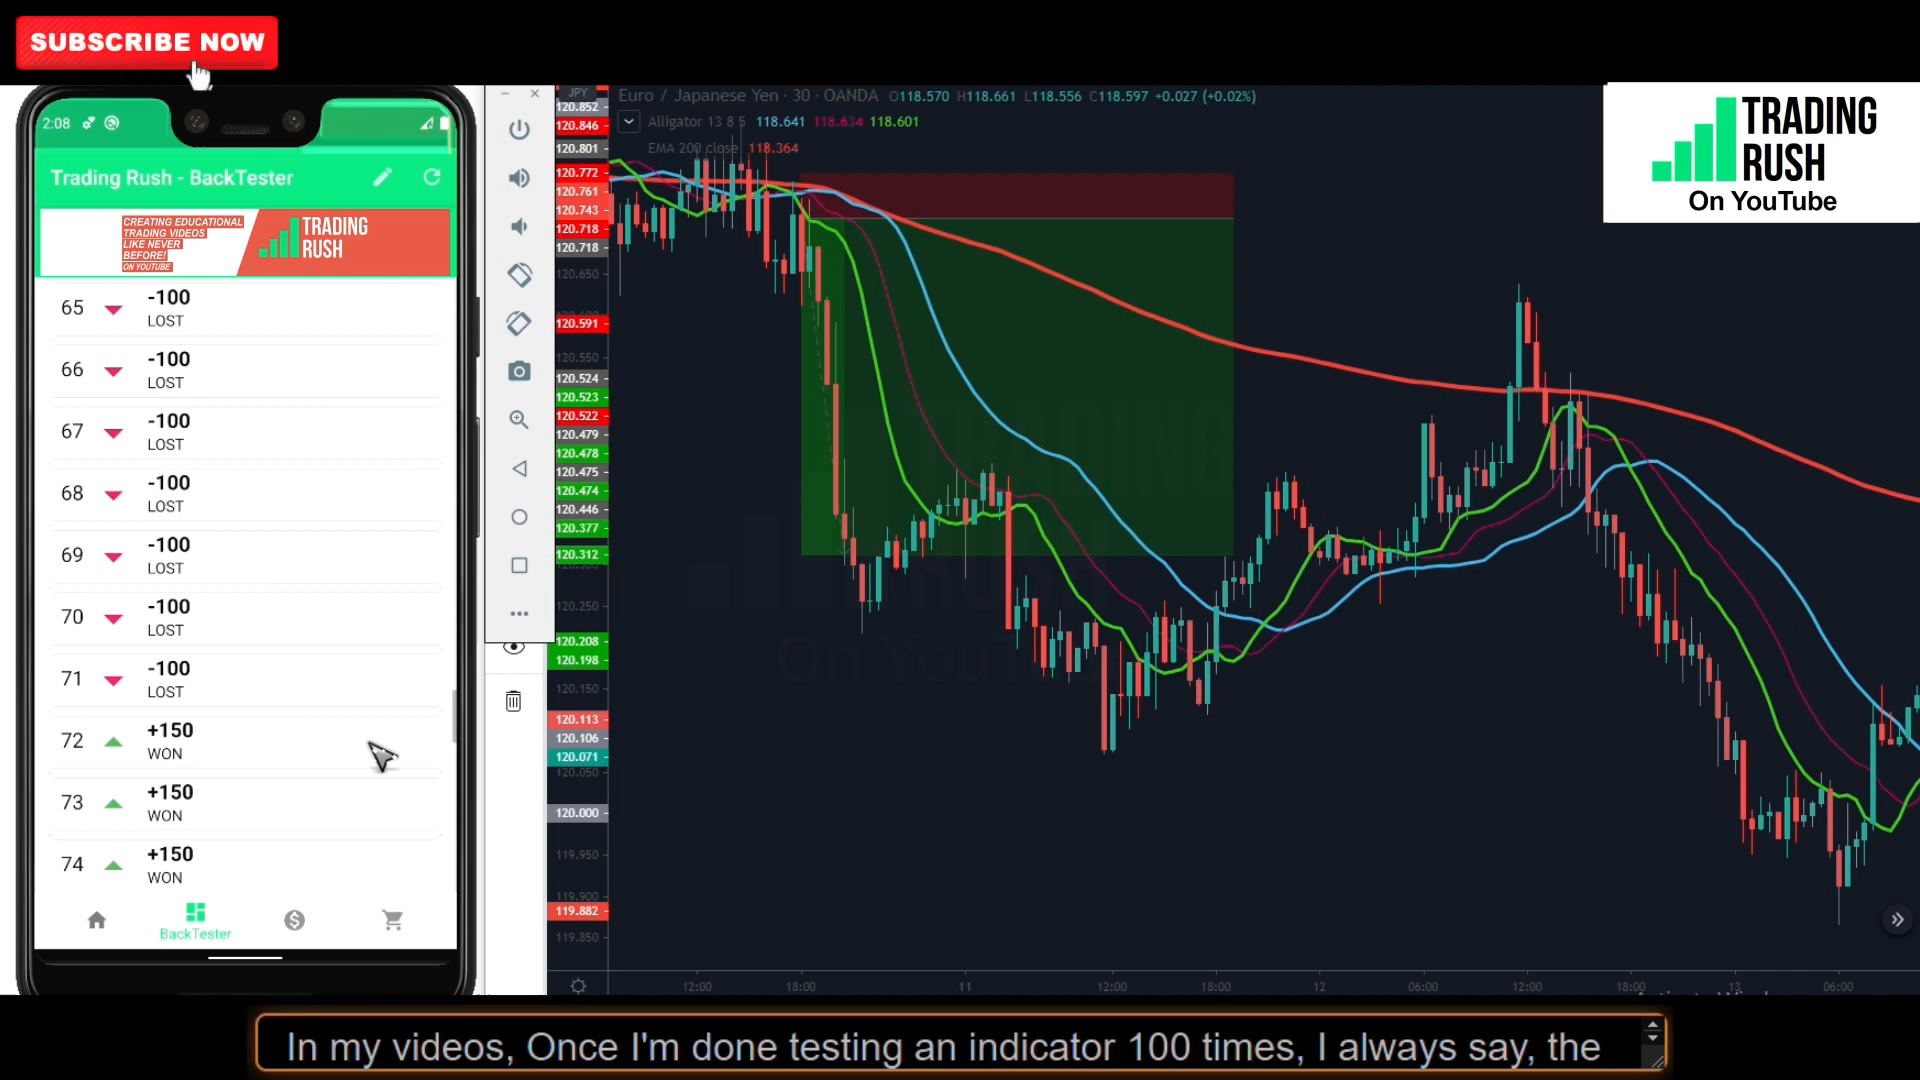 SUBSCRIBE NOW
2:08
Trading Rush - BackTester
CREATING EDUCATIONAL
TRADING VIDEOS
LIKE NEVER
BEFORE!
ON YOUTUBE
TRADING
RUSH
65 -100
LOST
66 -100
LOST
67 -100
LOST
68 -100
LOST
69 -100
LOST
70 -100
LOST
71 -100
LOST
72 +150
WON
73 +150
WON
74 +150
WON
BackTester
JPY
120.852
120.846
120.801
120.772
120.761
120.743
120.718
120.718
120.650
120.591
120.550
120.524
120.523
120.522
120.479
120.478
120.475
120.474
120.446
120.377
120.312
120.250
120.208
120.198
120.150
120.113
120.106
120.071
120.050
120.000
119.950
119.900
119.882
119.850
Euro / Japanese Yen · 30 · OANDA O118.570 H118.661 L118.556 C118.597 +0.027 (+0.02%)
Alligator 13 8 5 118.641 118.634 118.601
EMA 200 close 118.364
TRADING
RUSH
On YouTube
12:00 18:00 11 12:00 18:00 12 06:00 12:00 18:00 13 06:00
In my videos, Once I'm done testing an indicator 100 times, I always say, the